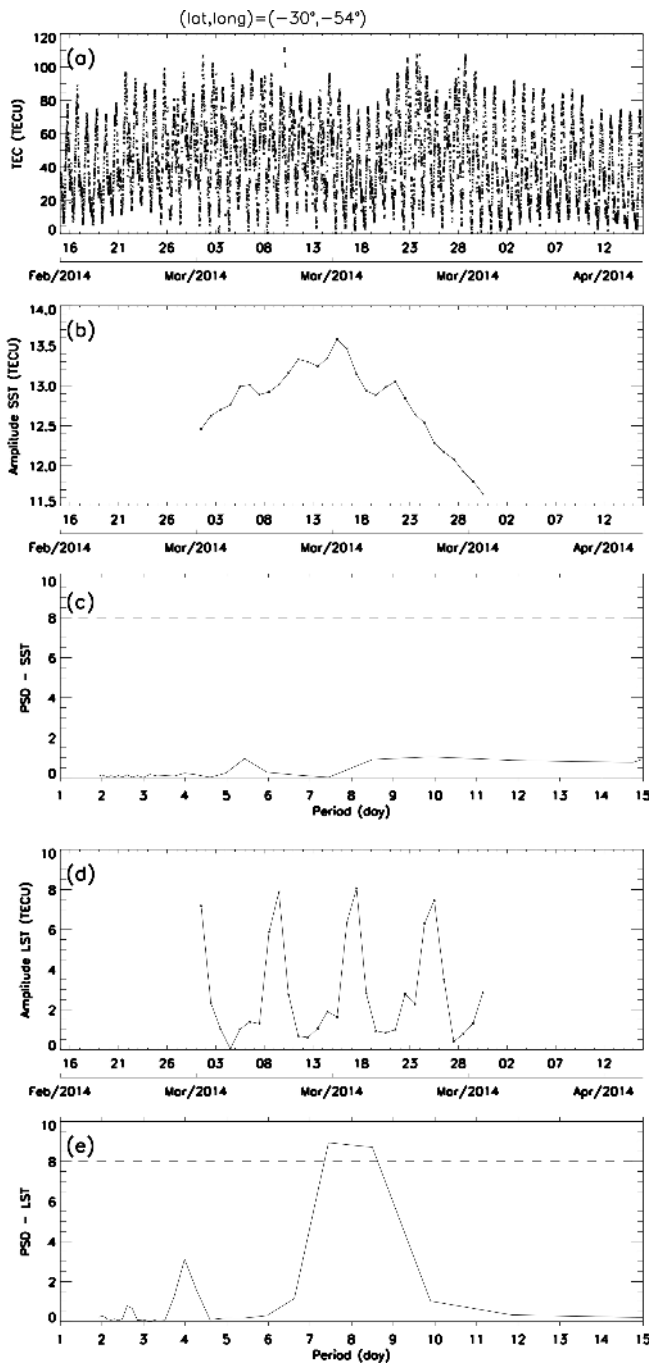 (lat,long)=(−30°,−54°)
(a)
TEC (TECU)
120
100
80
60
40
20
0
16 21 26 03 08 13 18 23 28 02 07 12
Feb/2014 Mar/2014 Mar/2014 Mar/2014 Apr/2014
(b)
Amplitude SST (TECU)
14.0
13.5
13.0
12.5
12.0
11.5
16 21 26 03 08 13 18 23 28 02 07 12
Feb/2014 Mar/2014 Mar/2014 Mar/2014 Apr/2014
(c)
PSD - SST
10
8
6
4
2
0
1 2 3 4 5 6 7 8 9 10 11 12 13 14 15
Period (day)
(d)
Amplitude LST (TECU)
10
8
6
4
2
0
16 21 26 03 08 13 18 23 28 02 07 12
Feb/2014 Mar/2014 Mar/2014 Mar/2014 Apr/2014
(e)
PSD - LST
10
8
6
4
2
0
1 2 3 4 5 6 7 8 9 10 11 12 13 14 15
Period (day)